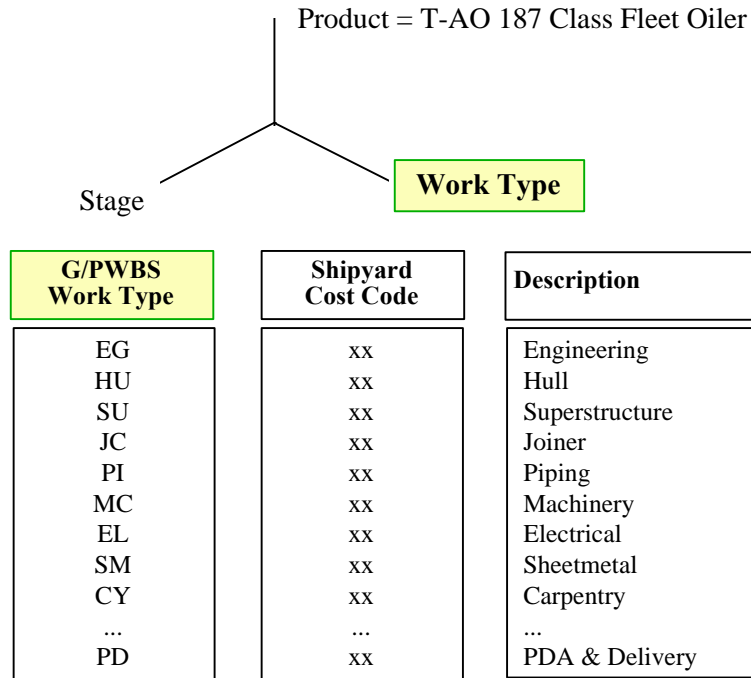 Product = T-AO 187 Class Fleet Oiler
Stage
Work Type
G/PWBS
Work Type
Shipyard
Cost Code
Description
EG xx Engineering
HU xx Hull
SU xx Superstructure
JC xx Joiner
PI xx Piping
MC xx Machinery
EL xx Electrical
SM xx Sheetmetal
CY xx Carpentry
... ... ...
PD xx PDA & Delivery